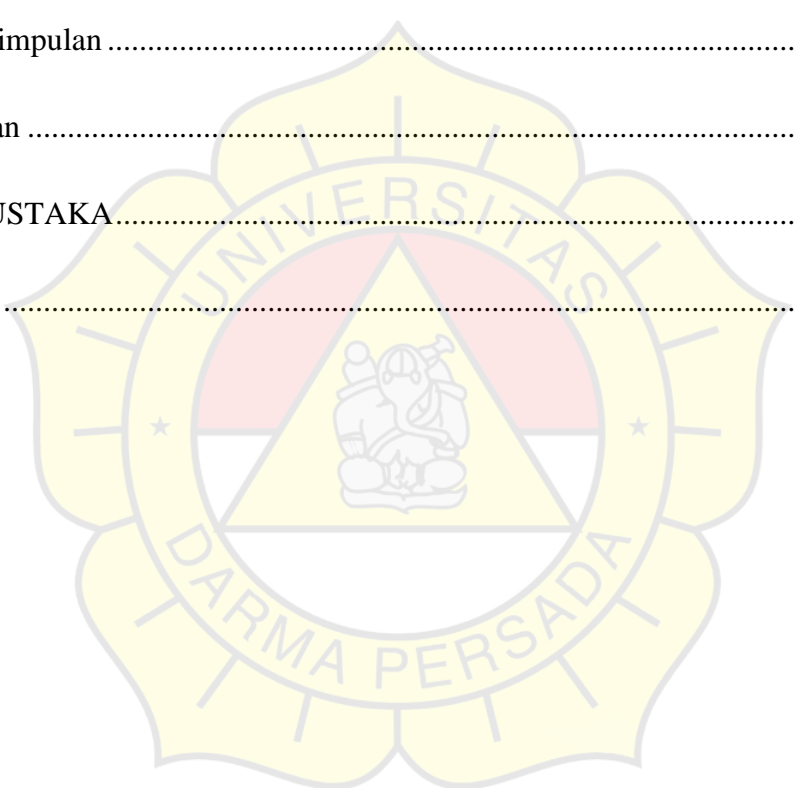 impulan ......................................................................................
an ................................................................................................
USTAKA.....................................................................................
...................................................................................................
UNIVERSITAS
DARMA PERSADA